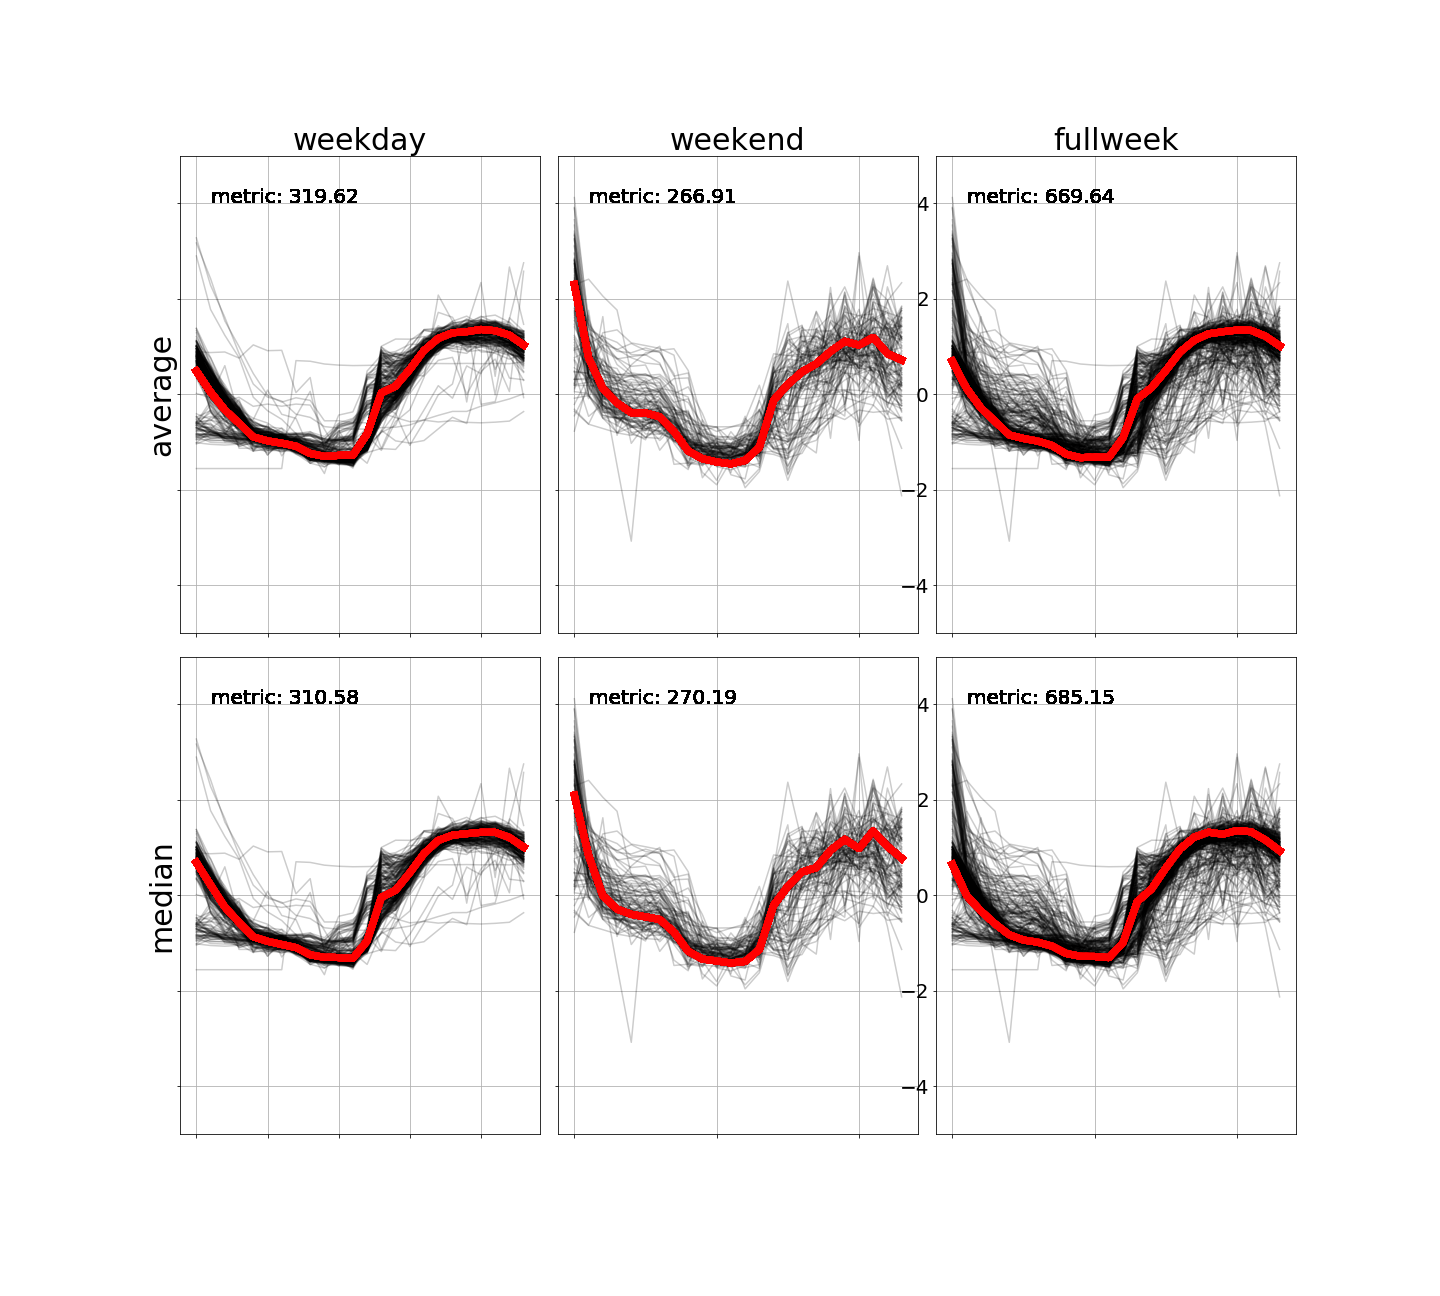 weekday weekend fullweek
metric: 319.62 metric: 266.91 metric: 669.64
4
2
0
−2
−4
average
metric: 310.58 metric: 270.19 metric: 685.15
4
2
0
−2
−4
median